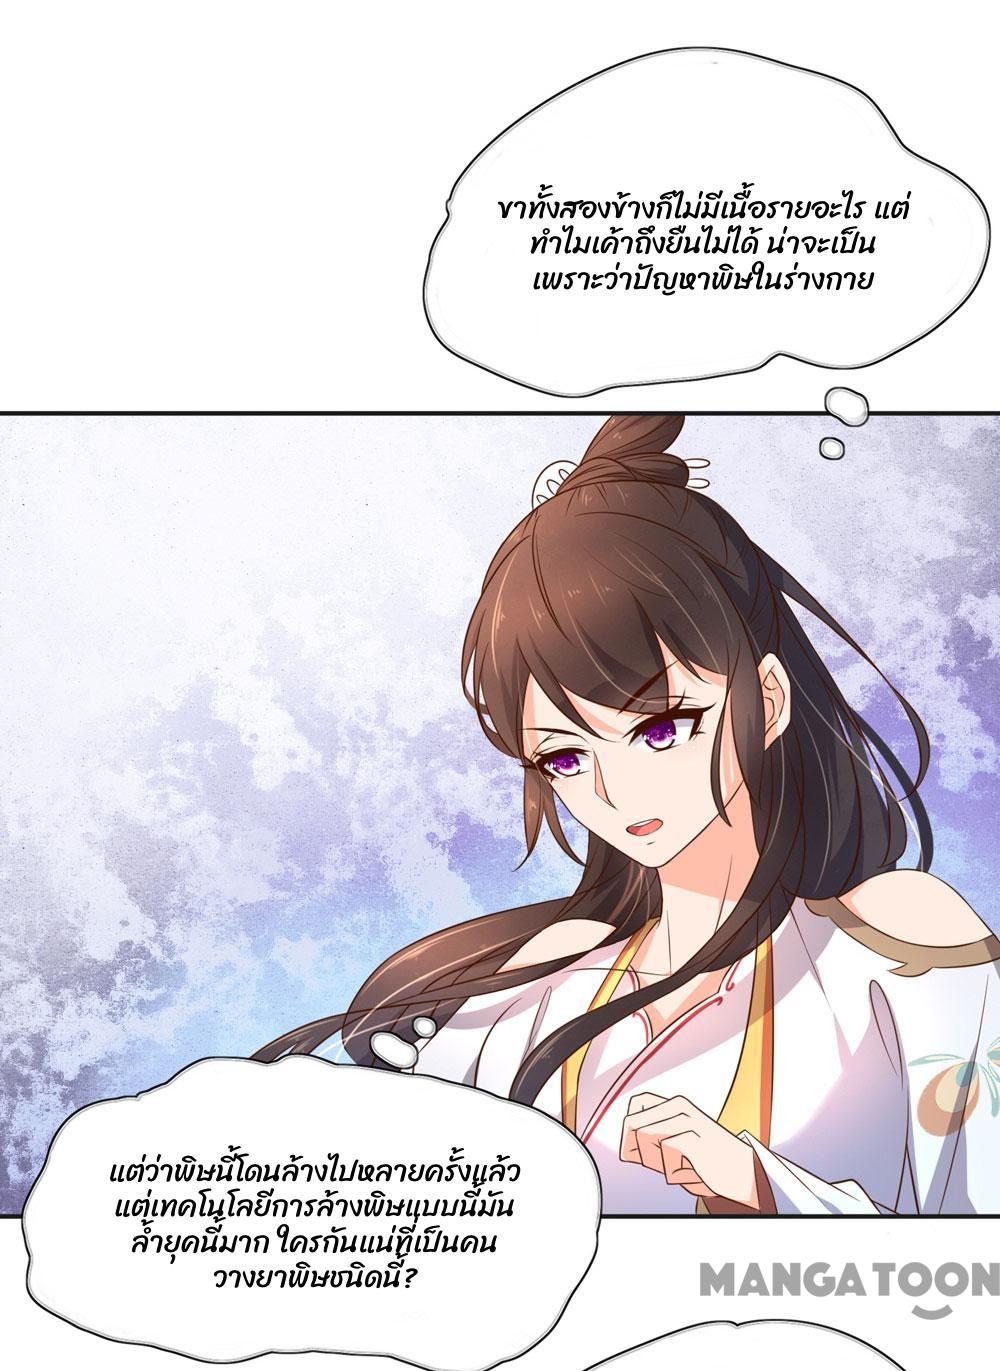 ขาทั้งสองข้างก็ไม่มีเนื้อรายอะไร แต่
ทำไมเค้าถึงยืนไม่ได้ น่าจะเป็น
เพราะว่าปัญหาพิษในร่างกาย
แต่ว่าพิษนี้โดนล้างไปหลายครั้งแล้ว
แต่เทคโนโลยีการล้างพิษแบบนี้มัน
ล้ำยุคนี้มาก ใครกันแน่ที่เป็นคน
วางยาพิษชนิดนี้?
MANGA TOON